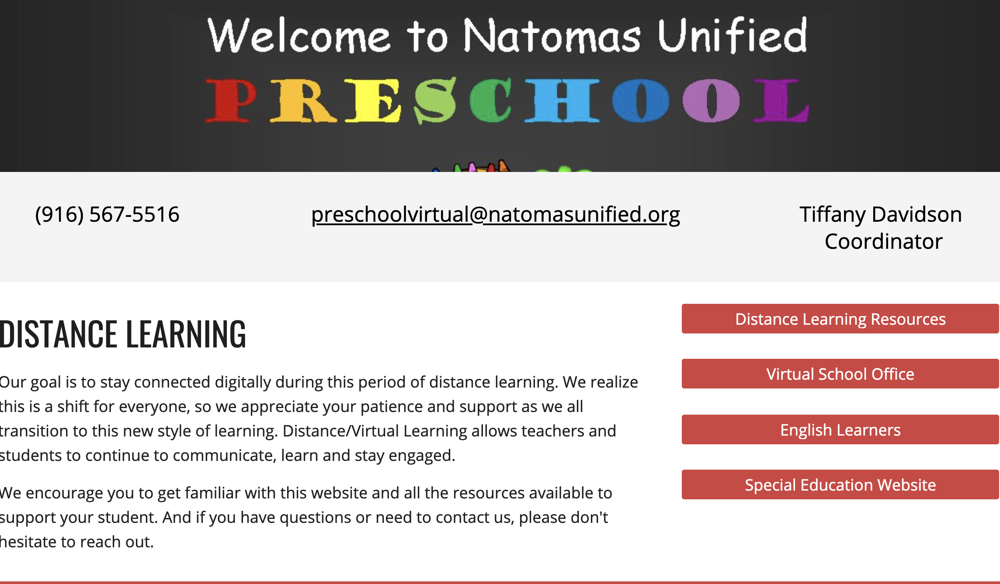 Welcome to Natomas Unified
PRESCHOOL
(916) 567-5516
preschoolvirtual@natomasunified.org
Tiffany Davidson
Coordinator
DISTANCE LEARNING
Our goal is to stay connected digitally during this period of distance learning. We realize
this is a shift for everyone, so we appreciate your patience and support as we all
transition to this new style of learning. Distance/Virtual Learning allows teachers and
students to continue to communicate, learn and stay engaged.
We encourage you to get familiar with this website and all the resources available to
support your student. And if you have questions or need to contact us, please don't
hesitate to reach out.
Distance Learning Resources
Virtual School Office
English Learners
Special Education Website